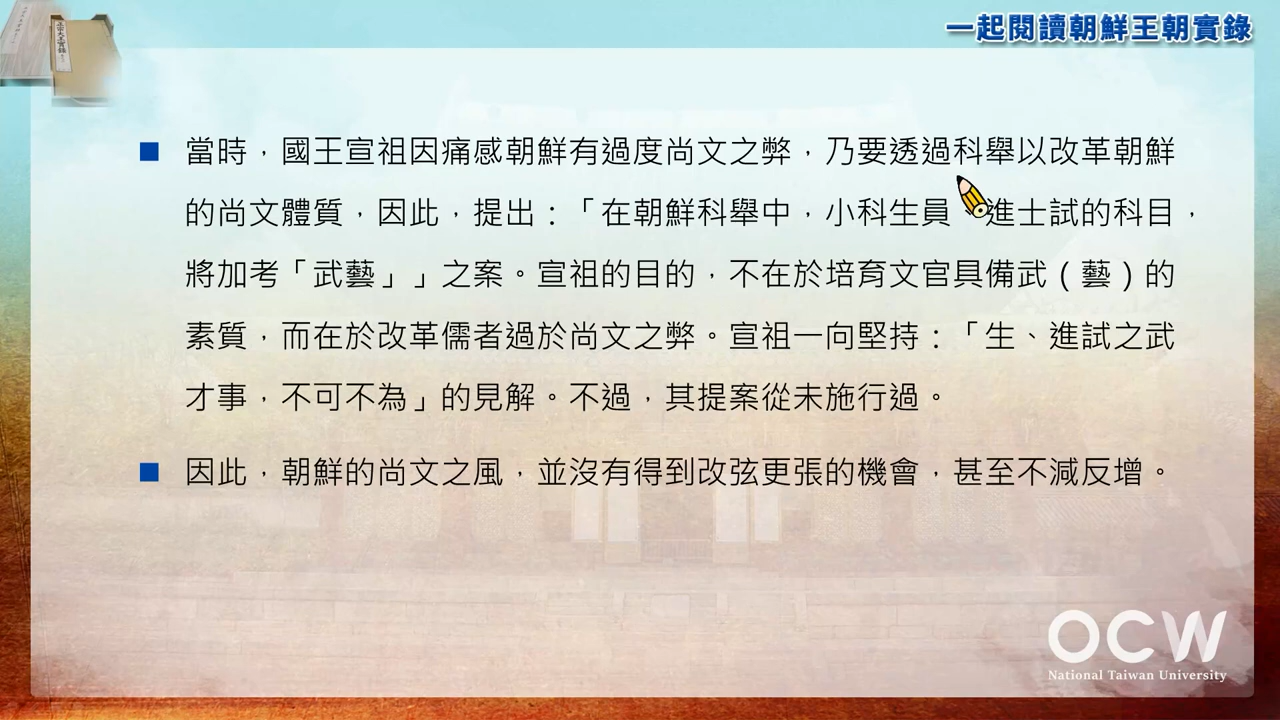 一起閱讀朝鮮王朝實錄
正宗大王實錄
當時，國王宣祖因痛感朝鮮有過度尚文之弊，乃要透過科舉以改革朝鮮
的尚文體質，因此，提出：「在朝鮮科舉中，小科生員、進士試的科目，
將加考「武藝」」之案。宣祖的目的，不在於培育文官具備武（藝）的
素質，而在於改革儒者過於尚文之弊。宣祖一向堅持：「生、進試之武
才事，不可不為」的見解。不過，其提案從未施行過。
因此，朝鮮的尚文之風，並沒有得到改弦更張的機會，甚至不減反增。
OCW
National Taiwan University